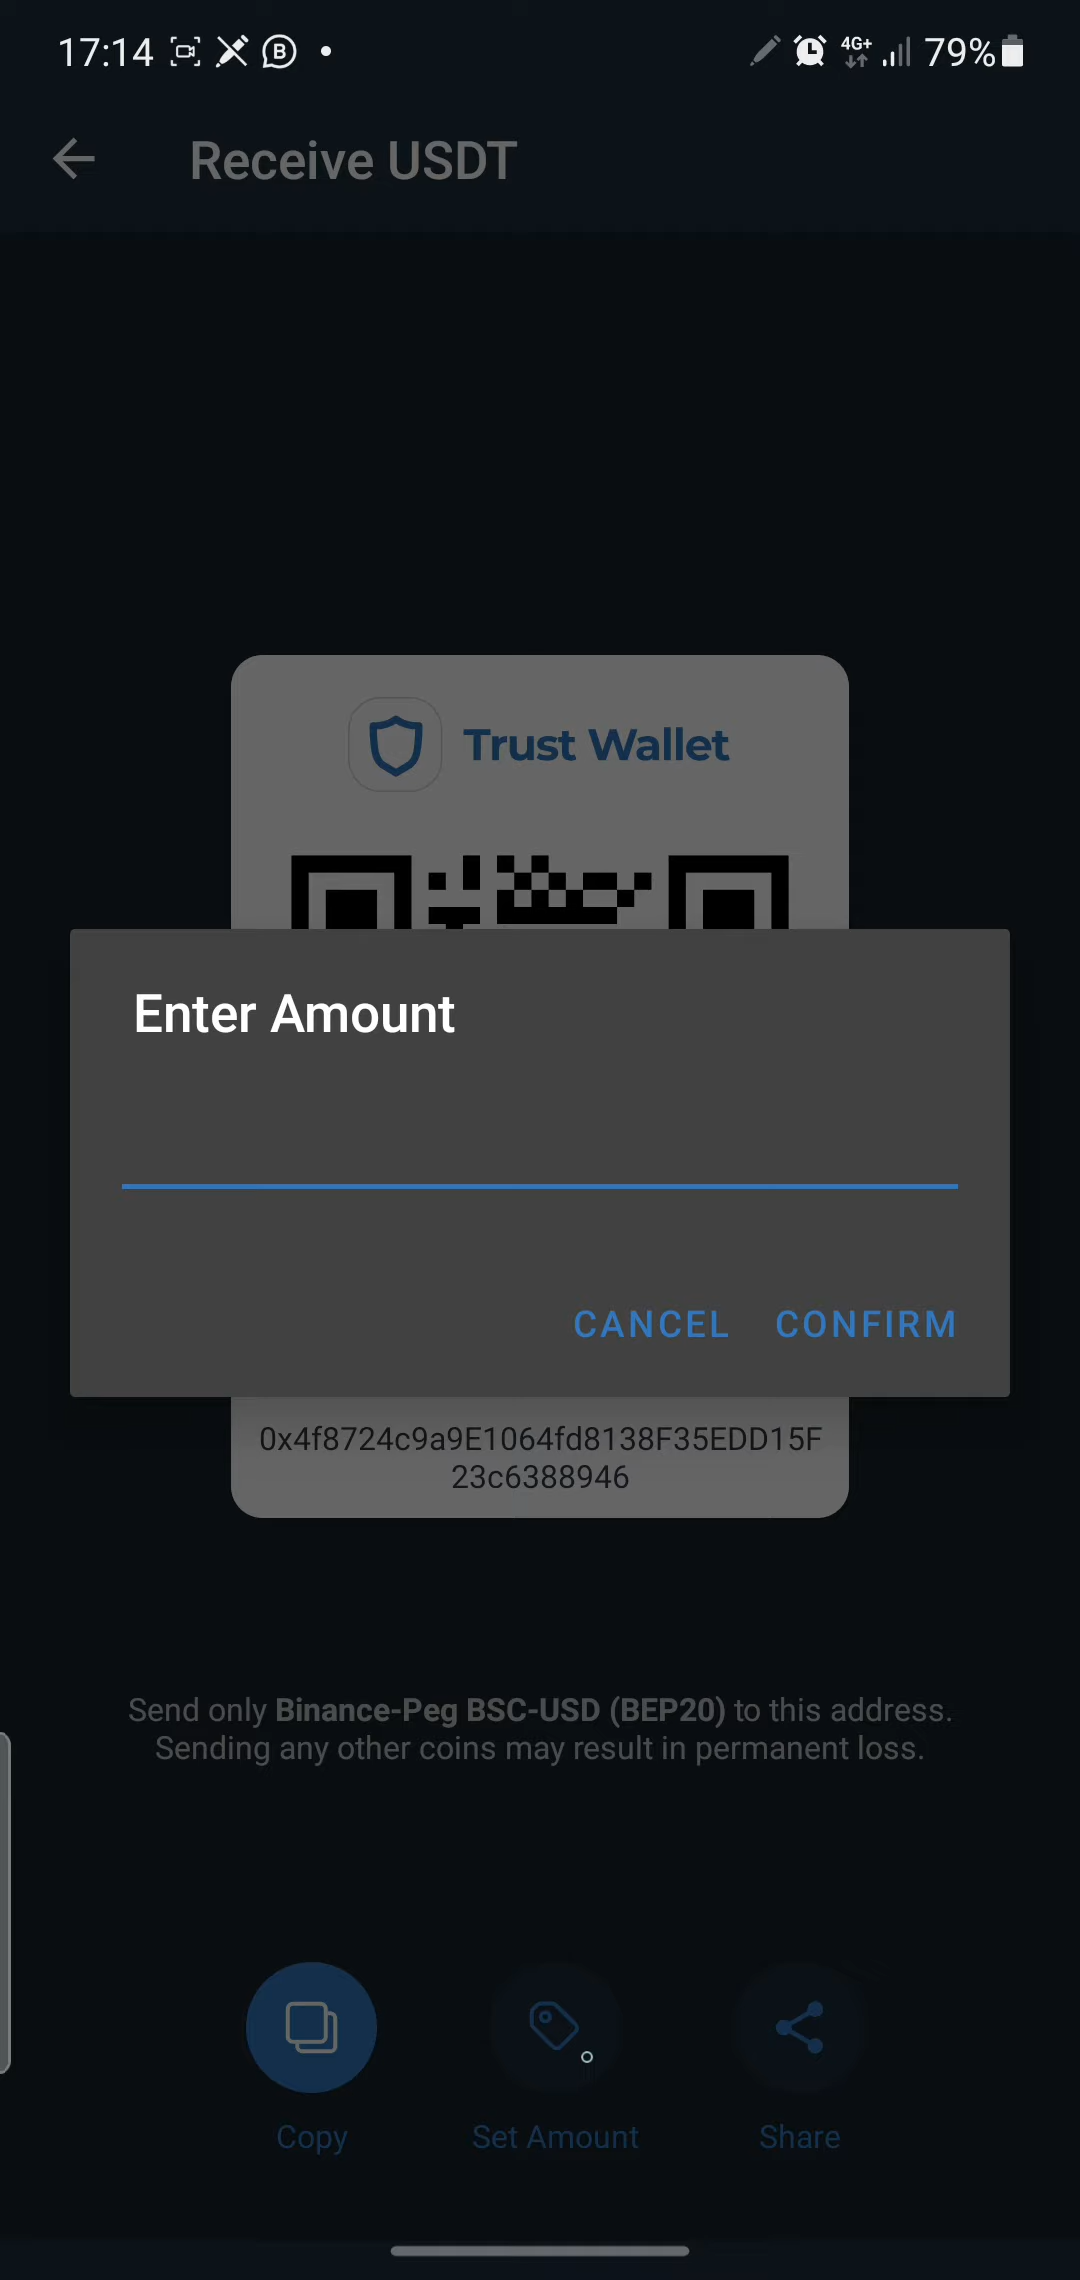 17:14
4G+
79%
Receive USDT
Trust Wallet
Enter Amount
CANCEL CONFIRM
0x4f8724c9a9E1064fd8138F35EDD15F
23c6388946
Send only Binance-Peg BSC-USD (BEP20) to this address.
Sending any other coins may result in permanent loss.
Copy Set Amount Share